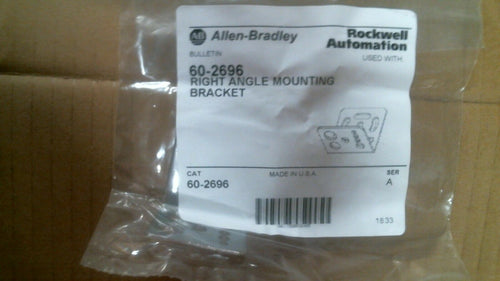 AB Allen-Bradley
Rockwell
Automation
BULLETIN
USED WITH
60-2696
RIGHT ANGLE MOUNTING
BRACKET
CAT
MADE IN U.S.A.
SER
60-2696
A
1633